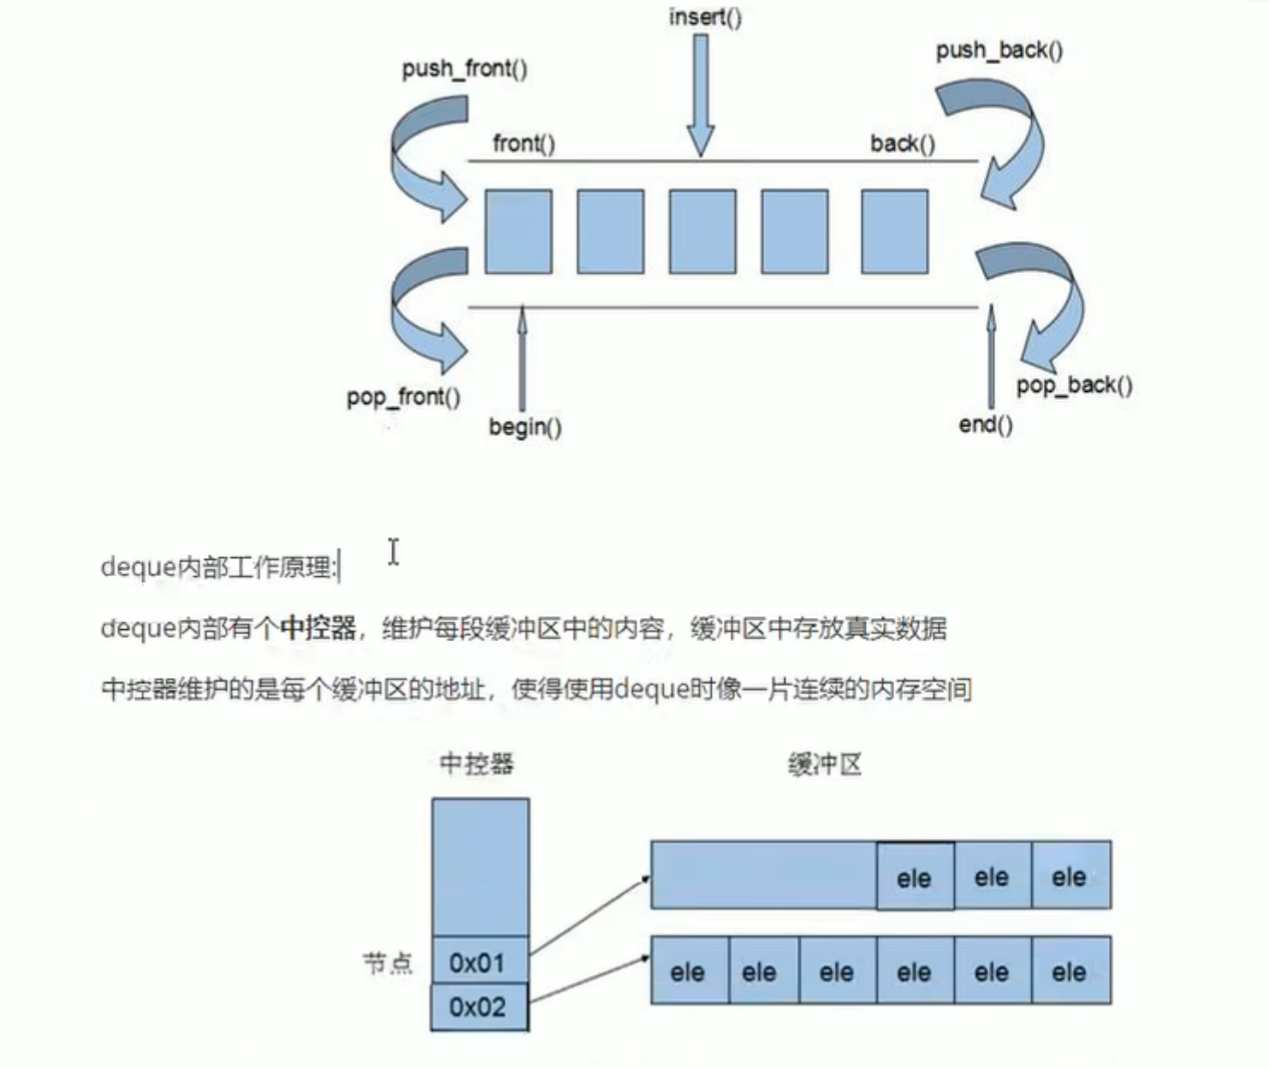 insert()
push_front()
push_back()
front()
back()
pop_front()
pop_back()
begin()
end()
deque内部工作原理:
deque内部有个中控器，维护每段缓冲区中的内容，缓冲区中存放真实数据
中控器维护的是每个缓冲区的地址，使得使用deque时像一片连续的内存空间
中控器
缓冲区
ele ele ele
节点
0x01
ele ele ele ele ele ele
0x02